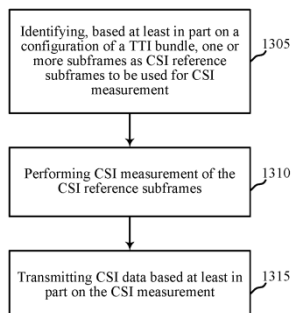 Identifying, based at least in part on a
configuration of a TTI bundle, one or
more subframes as CSI reference
subframes to be used for CSI
measurement
1305
Performing CSI measurement of the
CSI reference subframes
1310
Transmitting CSI data based at least in
part on the CSI measurement
1315